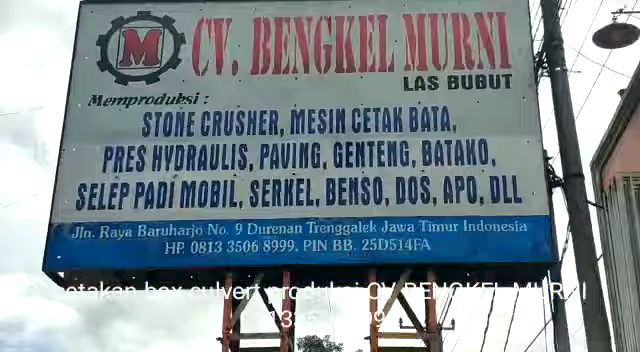 M CV. BENGKEL MURNI
LAS BUBUT
Memproduksi :
STONE CRUSHER, MESIN CETAK BATA,
PRES HYDRAULIS, PAVING, GENTENG, BATAKO,
SELEP PADI MOBIL, SERKEL, BENSO, DOS, APO, DLL
Jln. Raya Baruharjo No. 9 Durenan Trenggalek Jawa Timur Indonesia
HP. 0813 3506 8999. PIN BB. 25D514FA
cetakan box culvert produksi CV BENGKEL MURNI